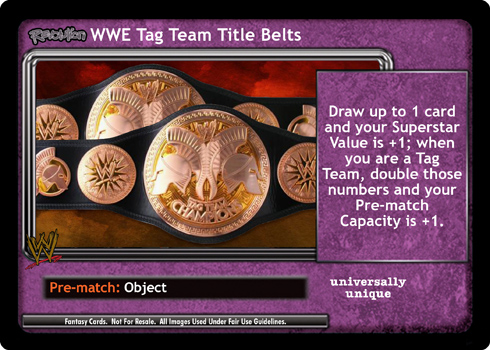 Revolution WWE Tag Team Title Belts
Draw up to 1 card
and your Superstar
Value is +1; when
you are a Tag
Team, double those
numbers and your
Pre-match
Capacity is +1.
CHAMPIONS
Pre-match: Object
universally
unique
Fantasy Cards. Not For Resale. All Images Used Under Fair Use Guidelines.